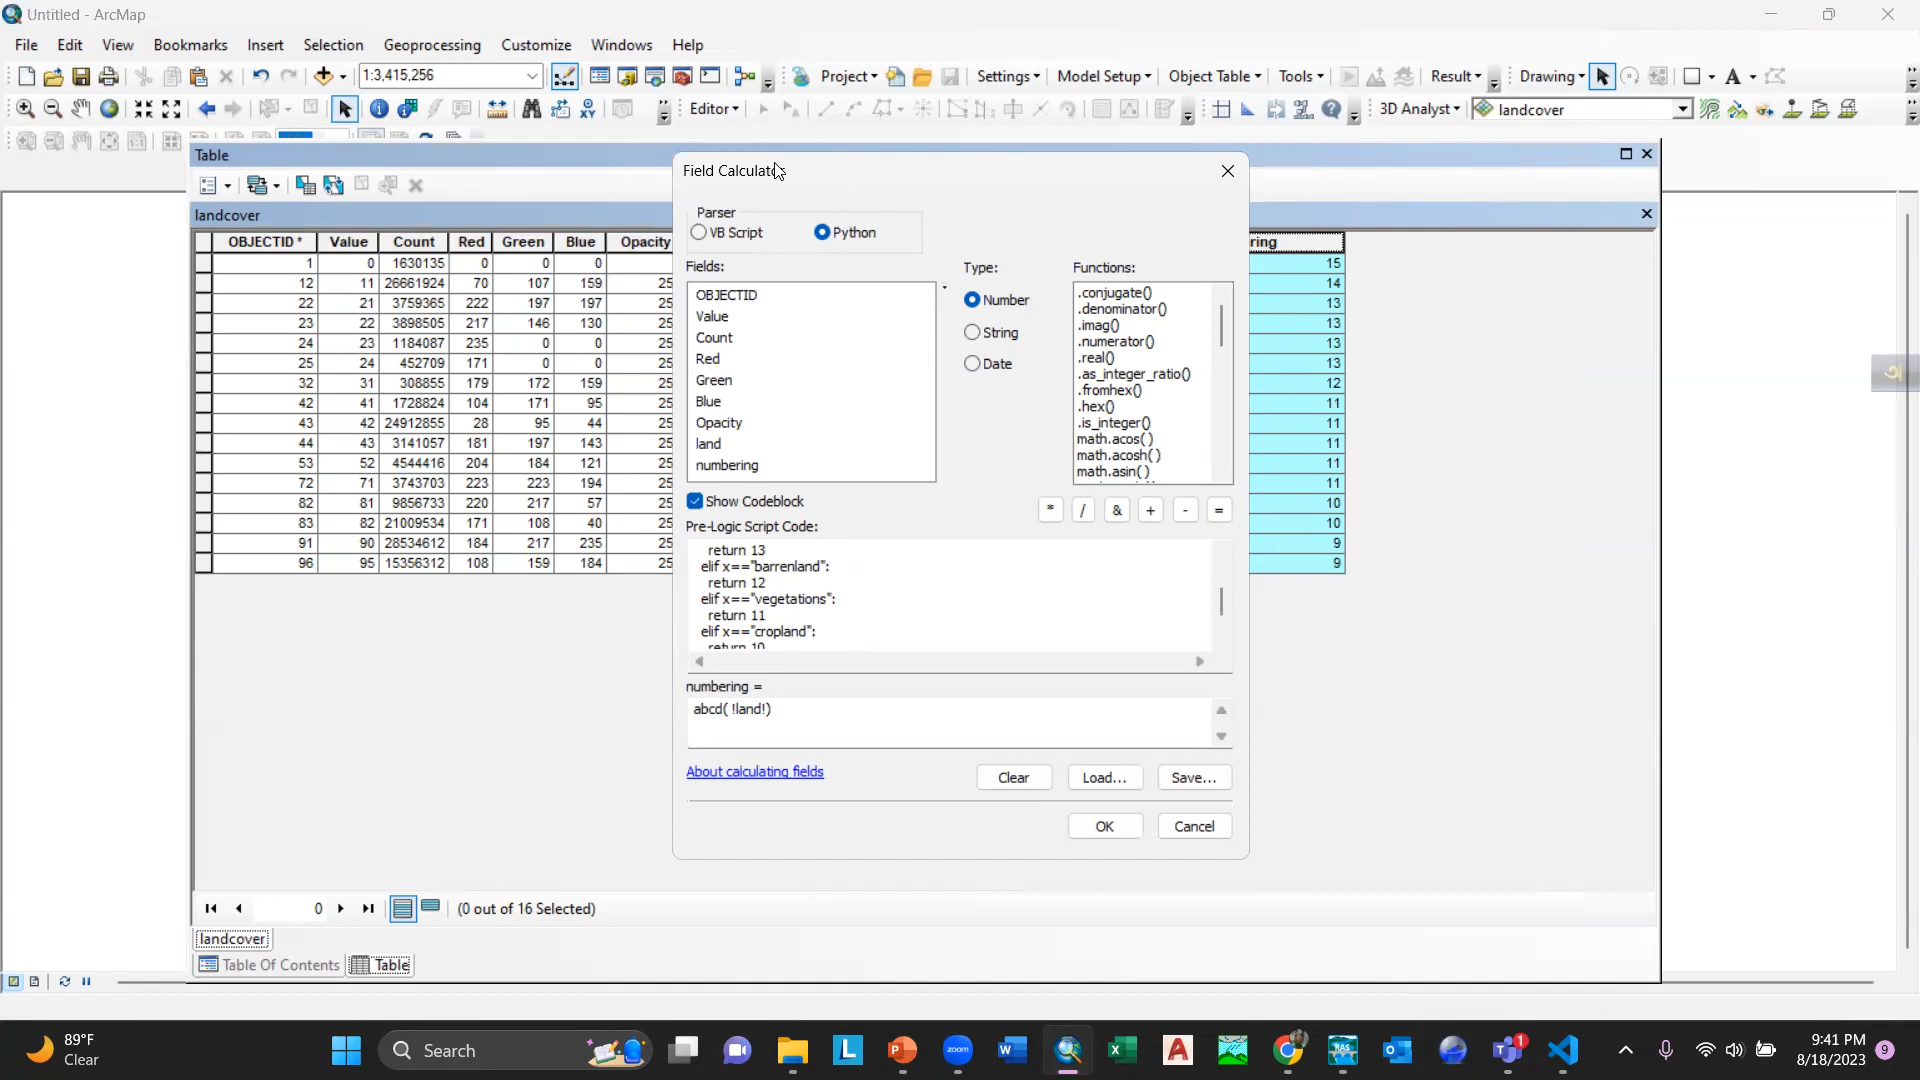 Untitled - ArcMap
File Edit View Bookmarks Insert Selection Geoprocessing Customize Windows Help
1:3,415,256 Project Settings Model Setup Object Table Tools Result Drawing A
Editor 3D Analyst landcover
Table
landcover
OBJECTID * Value Count Red Green Blue Opacity ring
1 0 1630135 0 0 0 15
12 11 26661924 70 107 159 25 14
22 21 3759365 222 197 197 25 13
23 22 3898505 217 146 130 25 13
24 23 1184087 235 0 0 25 13
25 24 452709 171 0 0 25 13
32 31 308855 179 172 159 25 12
42 41 1728824 104 171 95 25 11
43 42 24912855 28 95 44 25 11
44 43 3141057 181 197 143 25 11
53 52 4544416 204 184 121 25 11
72 71 3743703 223 223 194 25 11
82 81 9856733 220 217 57 25 10
83 82 21009534 171 108 40 25 10
91 90 28534612 184 217 235 25 9
96 95 15356312 108 159 184 25 9
Field Calculator
Parser
VB Script Python
Fields:
OBJECTID
Value
Count
Red
Green
Blue
Opacity
land
numbering
Type:
Number
String
Date
Functions:
.conjugate()
.denominator()
.imag()
.numerator()
.real()
.as_integer_ratio()
.fromhex()
.hex()
.is_integer()
math.acos( )
math.acosh( )
math.asin( )
Show Codeblock
* / & + - =
Pre-Logic Script Code:
return 13
elif x=="barrenland":
return 12
elif x=="vegetations":
return 11
elif x=="cropland":
return 10
numbering =
abcd( !land!)
About calculating fields
Clear Load... Save...
OK Cancel
0 (0 out of 16 Selected)
landcover
Table Of Contents Table
অ
89°F
Clear
Search
zoom
RAS
1
9:41 PM
8/18/2023
9